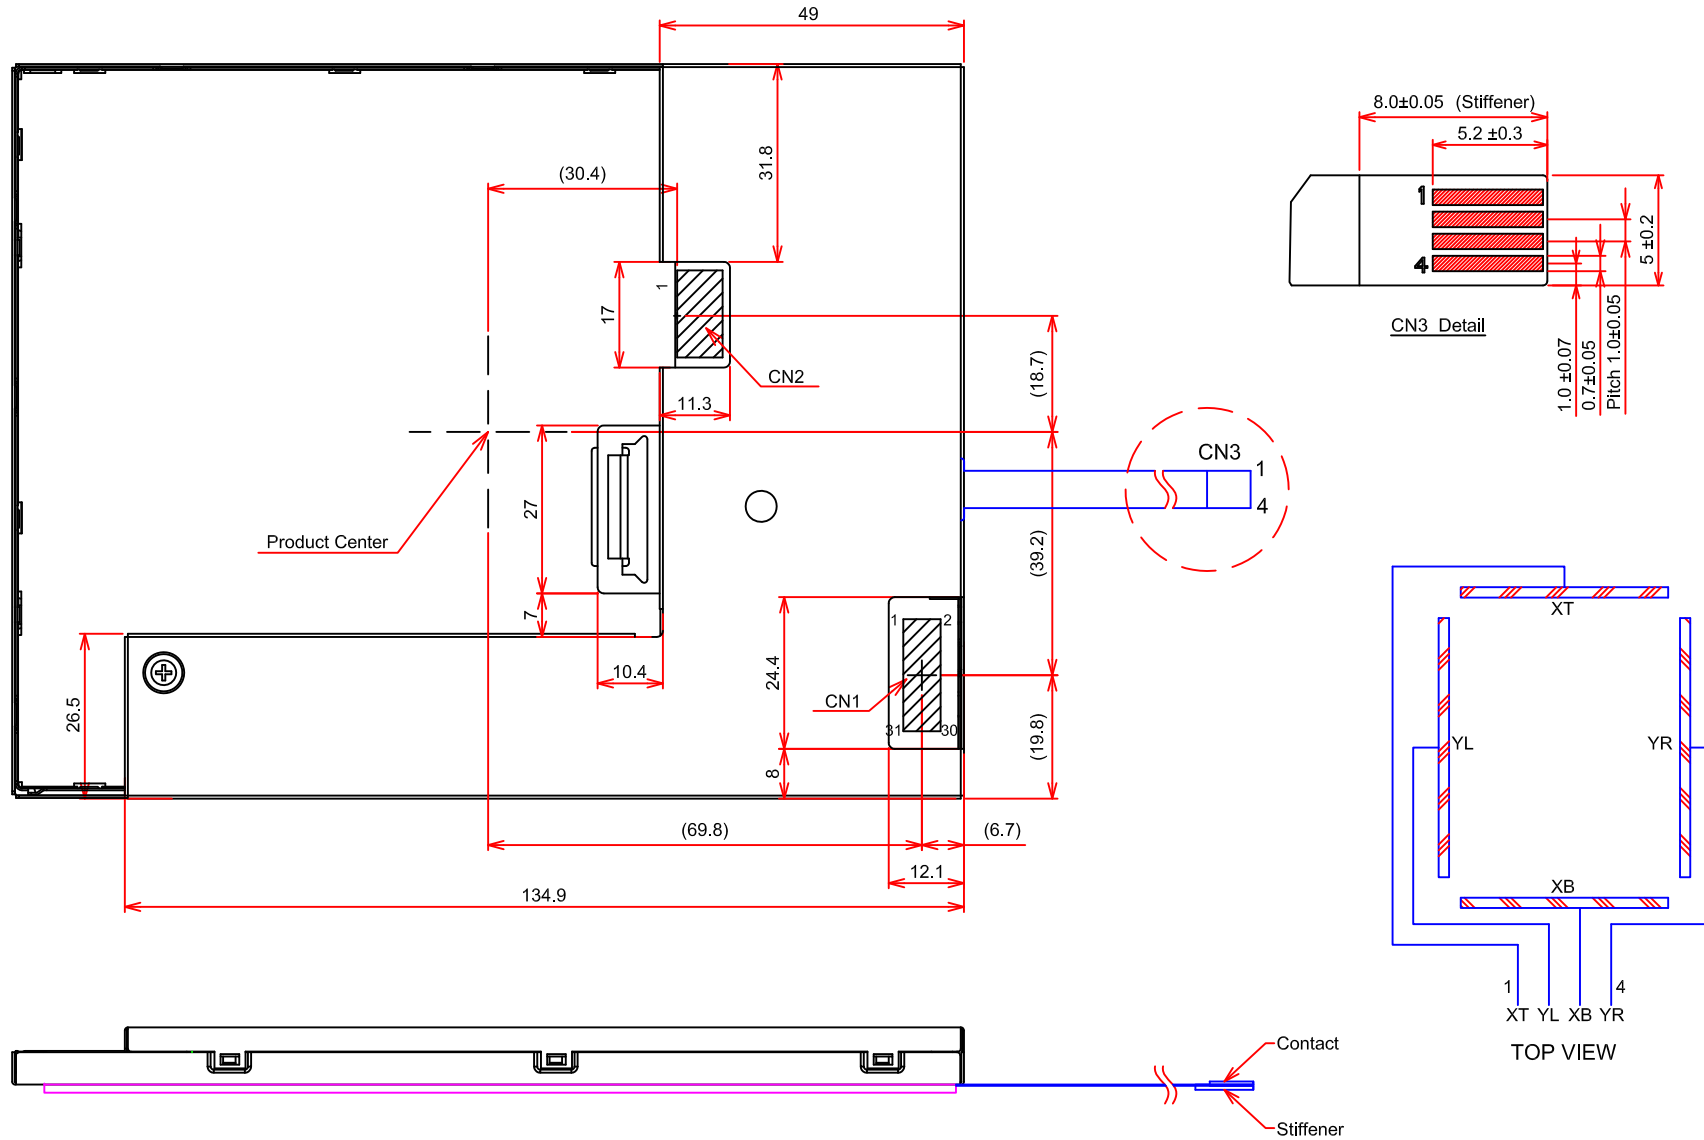 49
8.0±0.05 (Stiffener)
5.2 ±0.3
31.8
(30.4)
1
4
5 ±0.2
1.0 ±0.07
0.7±0.05
Pitch 1.0±0.05
CN3 Detail
1
17
CN2
11.3
(18.7)
CN3
1
4
27
Product Center
(39.2)
7
XT
1
2
10.4
24.4
26.5
CN1
31
30
(19.8)
YL
YR
8
(69.8)
(6.7)
12.1
134.9
XB
1
4
XT YL XB YR
TOP VIEW
Contact
Stiffener